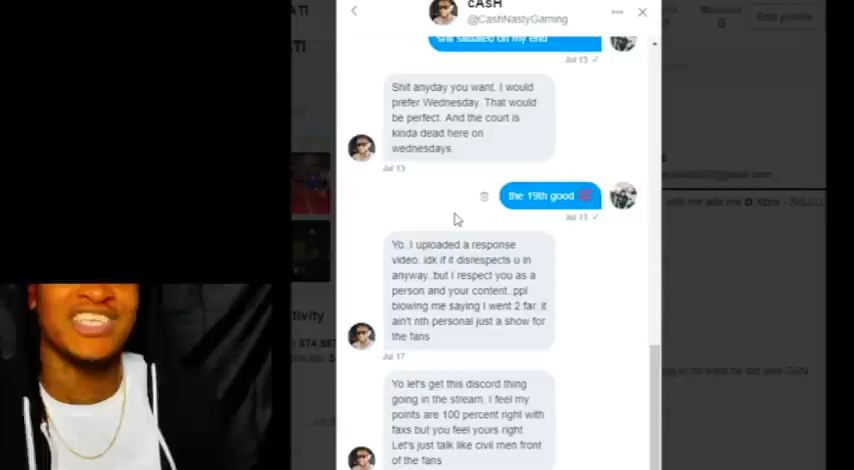 cASH
@CashNastyGaming
Edit profile
0
shit situated on my end
Jul 13 ✓
Shit anyday you want. I would
prefer Wednesday. That would
be perfect. And the court is
kinda dead here on
wednesdays
Jul 13
the 19th good
Jul 13 ✓
Yo. I uploaded a response
video..idk if it disrespects u in
anyway..but I respect you as a
person and your content..ppl
blowing me saying I went 2 far. it
ain't nth personal just a show for
the fans
Jul 17
Yo let's get this discord thing
going in the stream. I feel my
points are 100 percent right with
faxs but you feel yours right.
Let's just talk like civil men front
of the fans